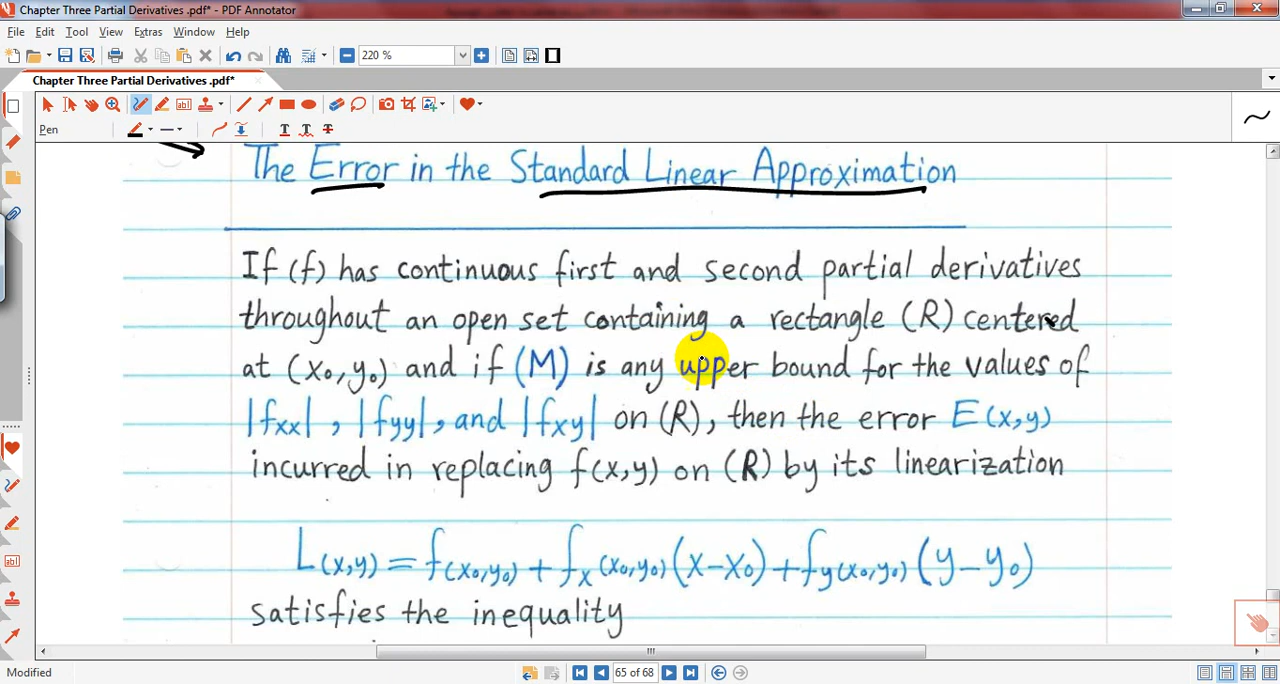 Chapter Three Partial Derivatives .pdf* - PDF Annotator
File Edit Tool View Extras Window Help
220 %
Chapter Three Partial Derivatives .pdf*
Pen
The Error in the Standard Linear Approximation
If (f) has continuous first and second partial derivatives
throughout an open set containing a rectangle (R) centered
at (x₀,y₀) and if (M) is any upper bound for the values of
|fxx|, |fyy|, and |fxy| on (R), then the error E(x,y)
incurred in replacing f(x,y) on (R) by its linearization
L(x,y) = f(x₀,y₀) + fx(x₀,y₀)(x-x₀) + fy(x₀,y₀)(y-y₀)
satisfies the inequality
Modified
65 of 68